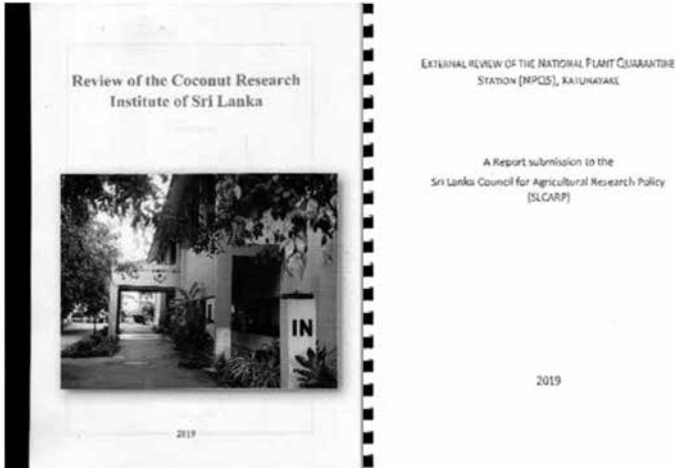 Review of the Coconut Research
Institute of Sri Lanka
IN
2019
EXTERNAL REVIEW OF THE NATIONAL PLANT QUARANTINE
STATION [NPQS], KATUNAYAKE
A Report submission to the
Sri Lanka Council for Agricultural Research Policy
(SLCARP)
2019